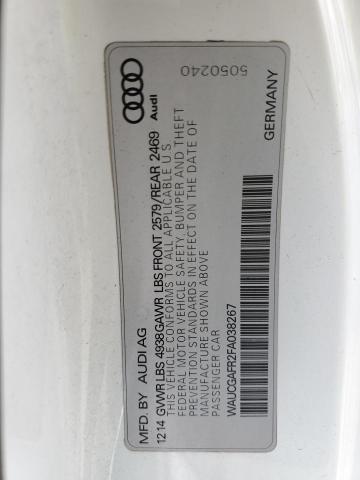 MFD. BY AUDI AG
Audi
1214 GVWR LBS 4938 GAWR LBS FRONT 2579/REAR 2469
THIS VEHICLE CONFORMS TO ALL APPLICABLE U.S.
FEDERAL MOTOR VEHICLE SAFETY, BUMPER AND THEFT
PREVENTION STANDARDS IN EFFECT ON THE DATE OF
MANUFACTURE SHOWN ABOVE
PASSENGER CAR
5050240
WAUCGAFR2FA038267
GERMANY